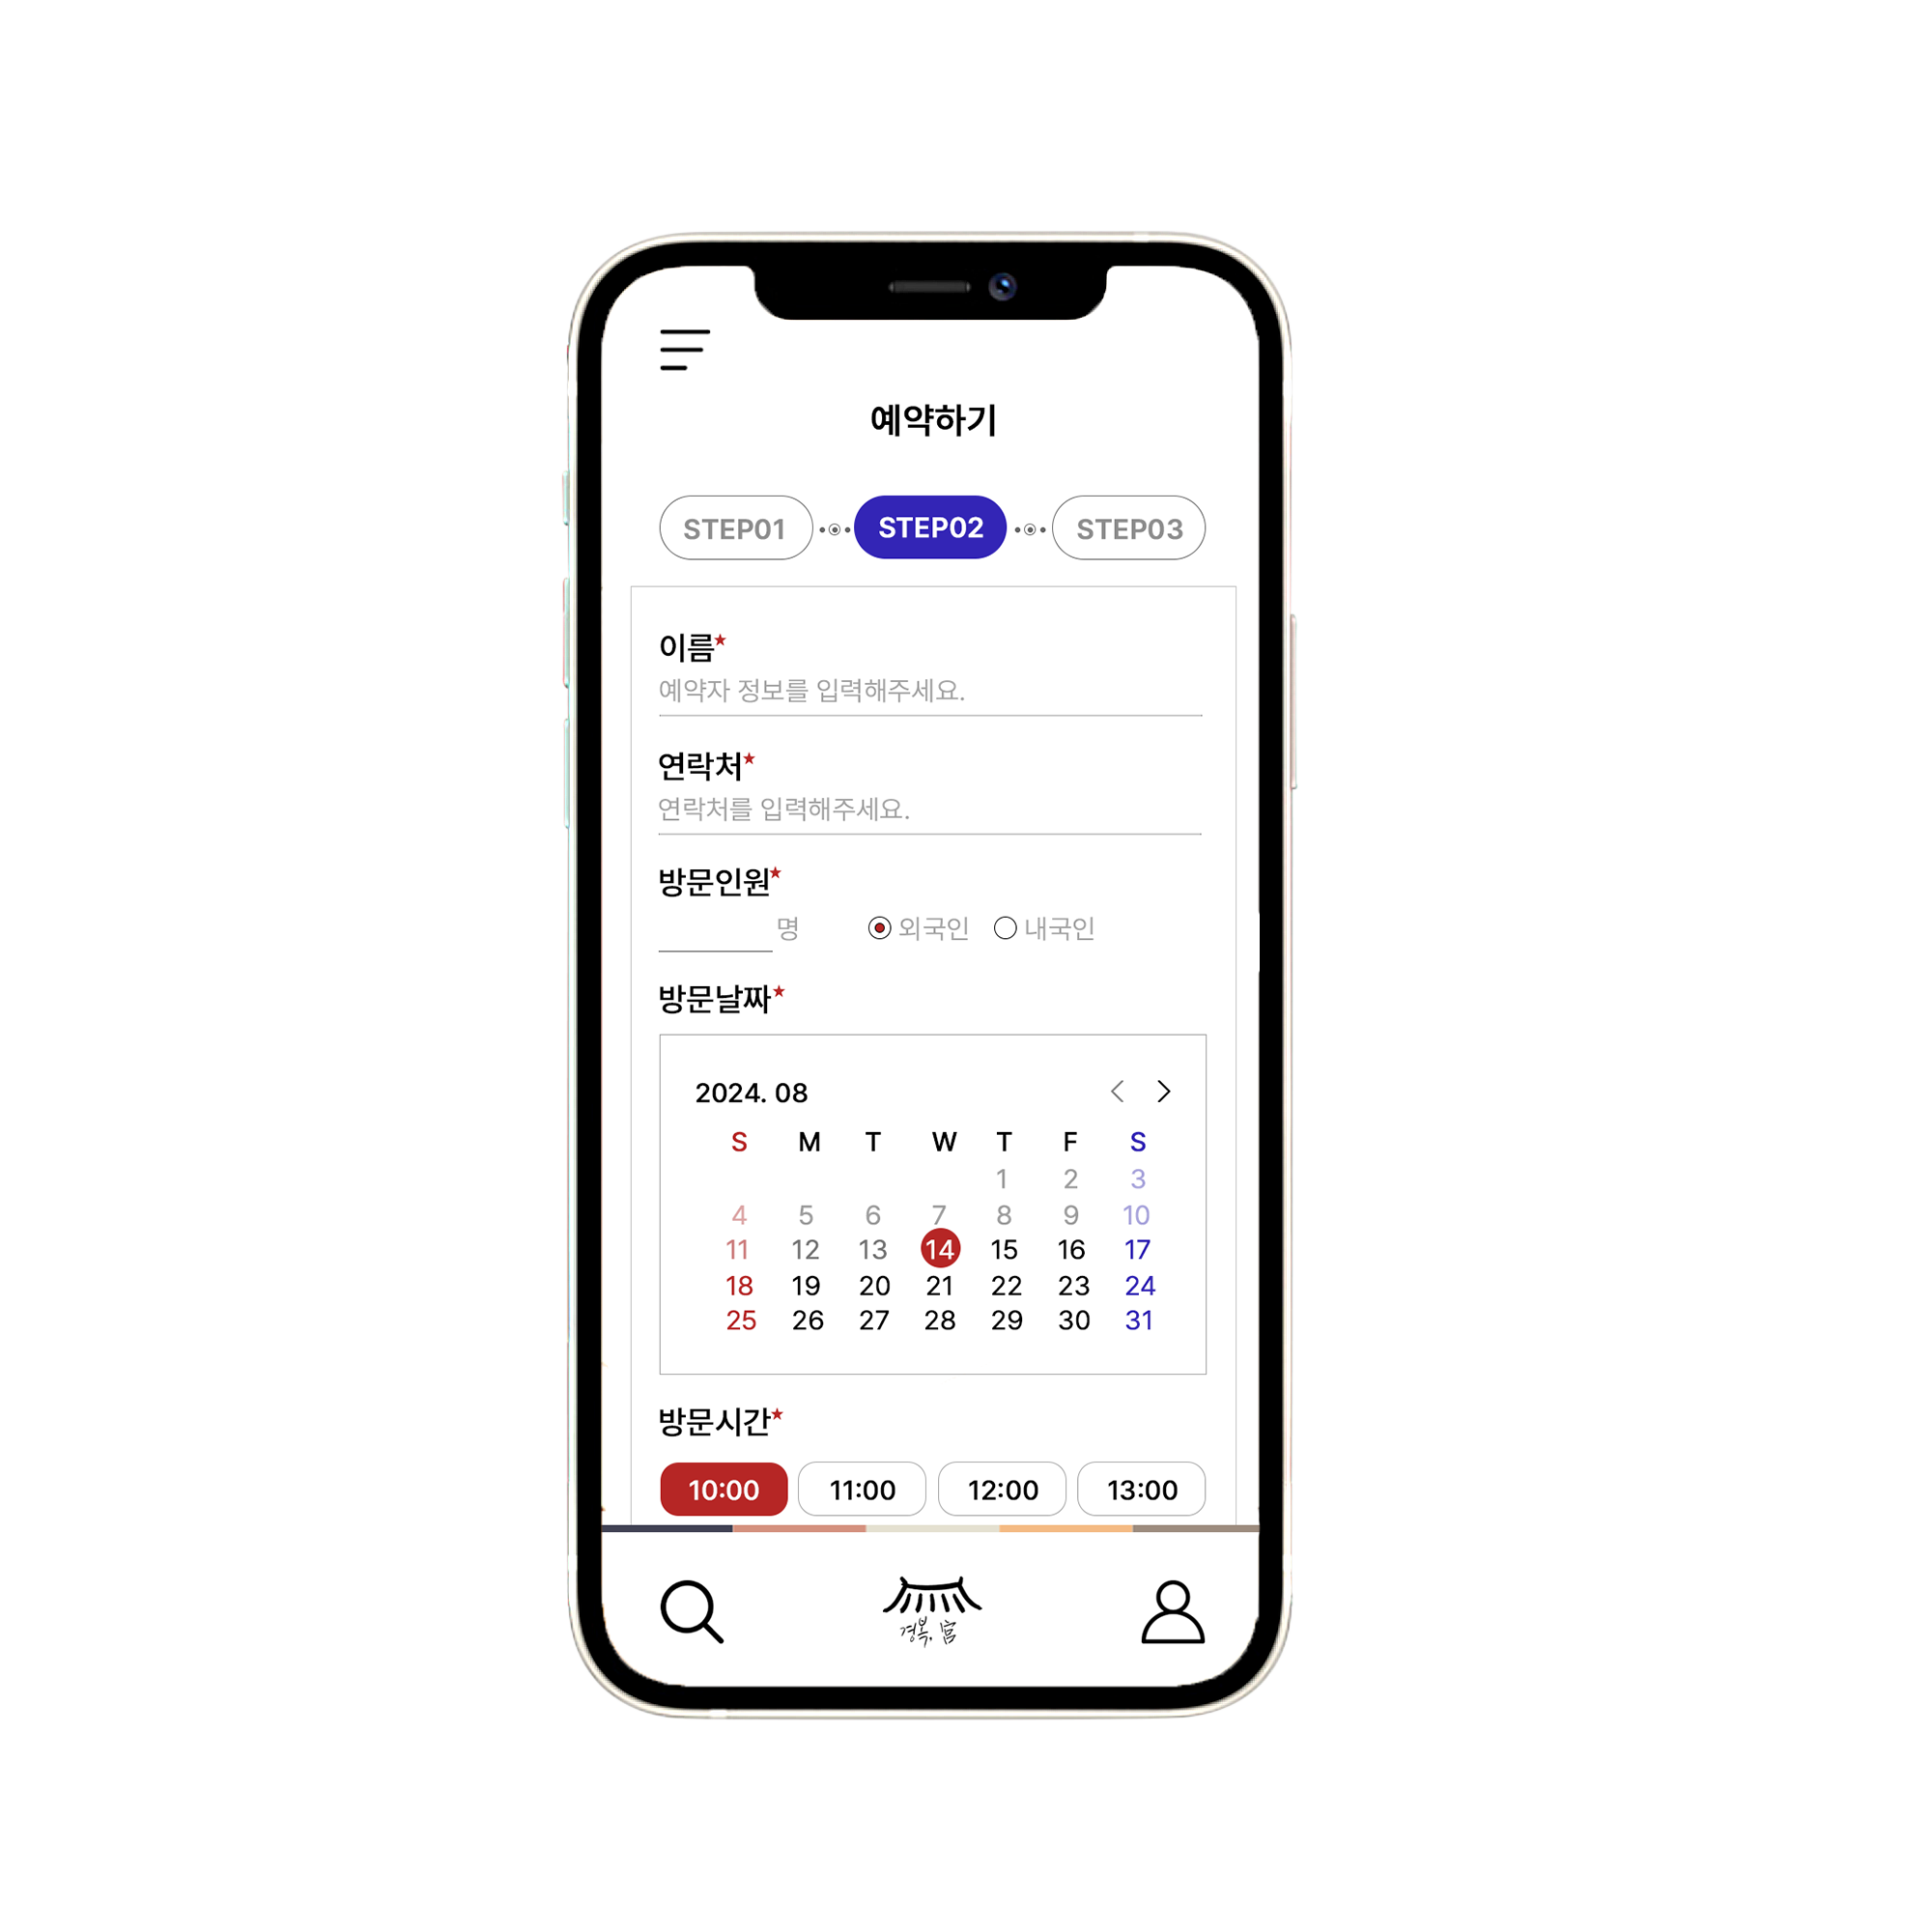 예약하기
STEP01 STEP02 STEP03
이름*
예약자 정보를 입력해주세요.
연락처*
연락처를 입력해주세요.
방문인원*
명 외국인 내국인
방문날짜*
2024. 08
S M T W T F S
1 2 3
4 5 6 7 8 9 10
11 12 13 14 15 16 17
18 19 20 21 22 23 24
25 26 27 28 29 30 31
방문시간*
10:00 11:00 12:00 13:00
경복, 宮